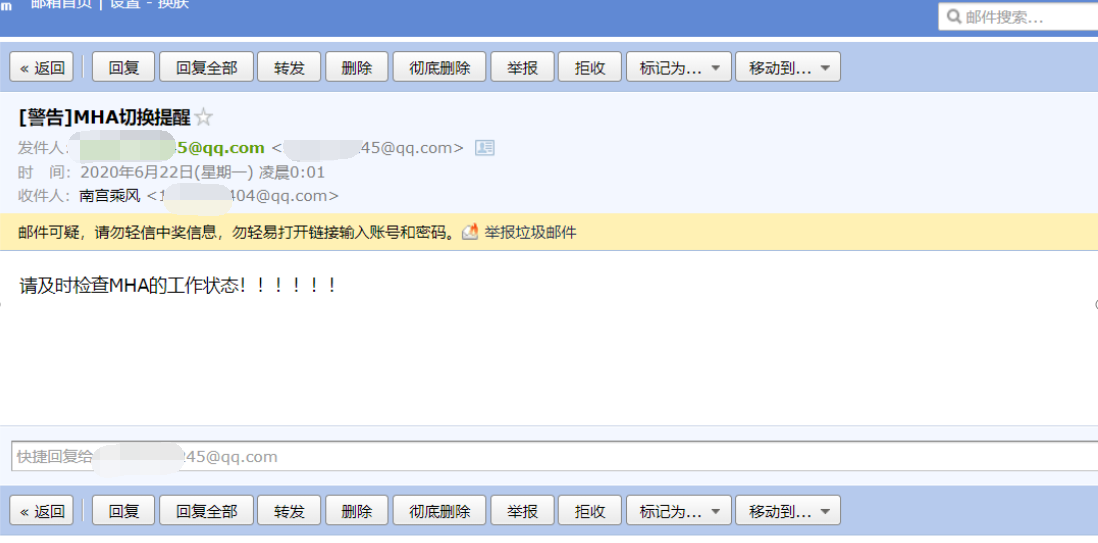 m 邮箱首页 | 设置 - 换肤
邮件搜索...
« 返回 回复 回复全部 转发 删除 彻底删除 举报 拒收 标记为... 移动到...
[警告]MHA切换提醒
发件人: 5@qq.com < 45@qq.com>
时 间: 2020年6月22日(星期一) 凌晨0:01
收件人: 南宫乘风 <1 404@qq.com>
邮件可疑，请勿轻信中奖信息，勿轻易打开链接输入账号和密码。 举报垃圾邮件
请及时检查MHA的工作状态！！！！！！
快捷回复给 245@qq.com
« 返回 回复 回复全部 转发 删除 彻底删除 举报 拒收 标记为... 移动到...